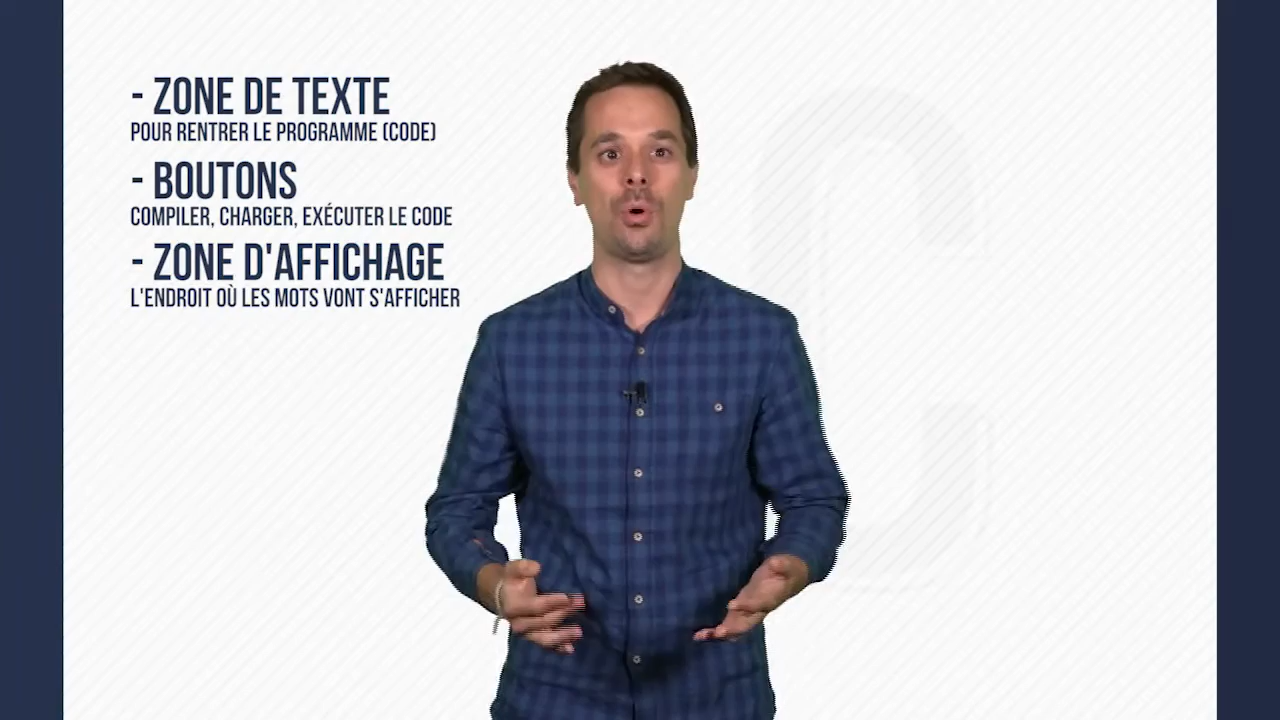 - ZONE DE TEXTE
POUR RENTRER LE PROGRAMME (CODE)
- BOUTONS
COMPILER, CHARGER, EXÉCUTER LE CODE
- ZONE D'AFFICHAGE
L'ENDROIT OÙ LES MOTS VONT S'AFFICHER